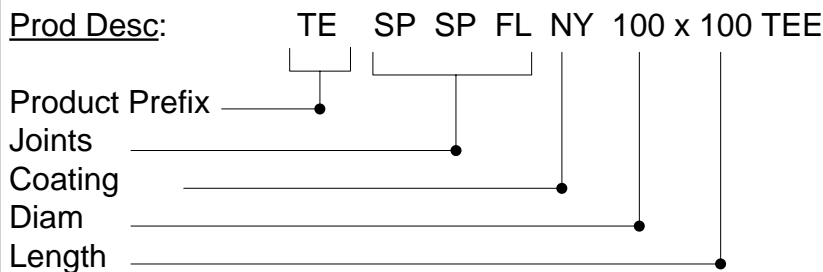 Prod Desc: TE SP SP FL NY 100 x 100 TEE
Product Prefix
Joints
Coating
Diam
Length